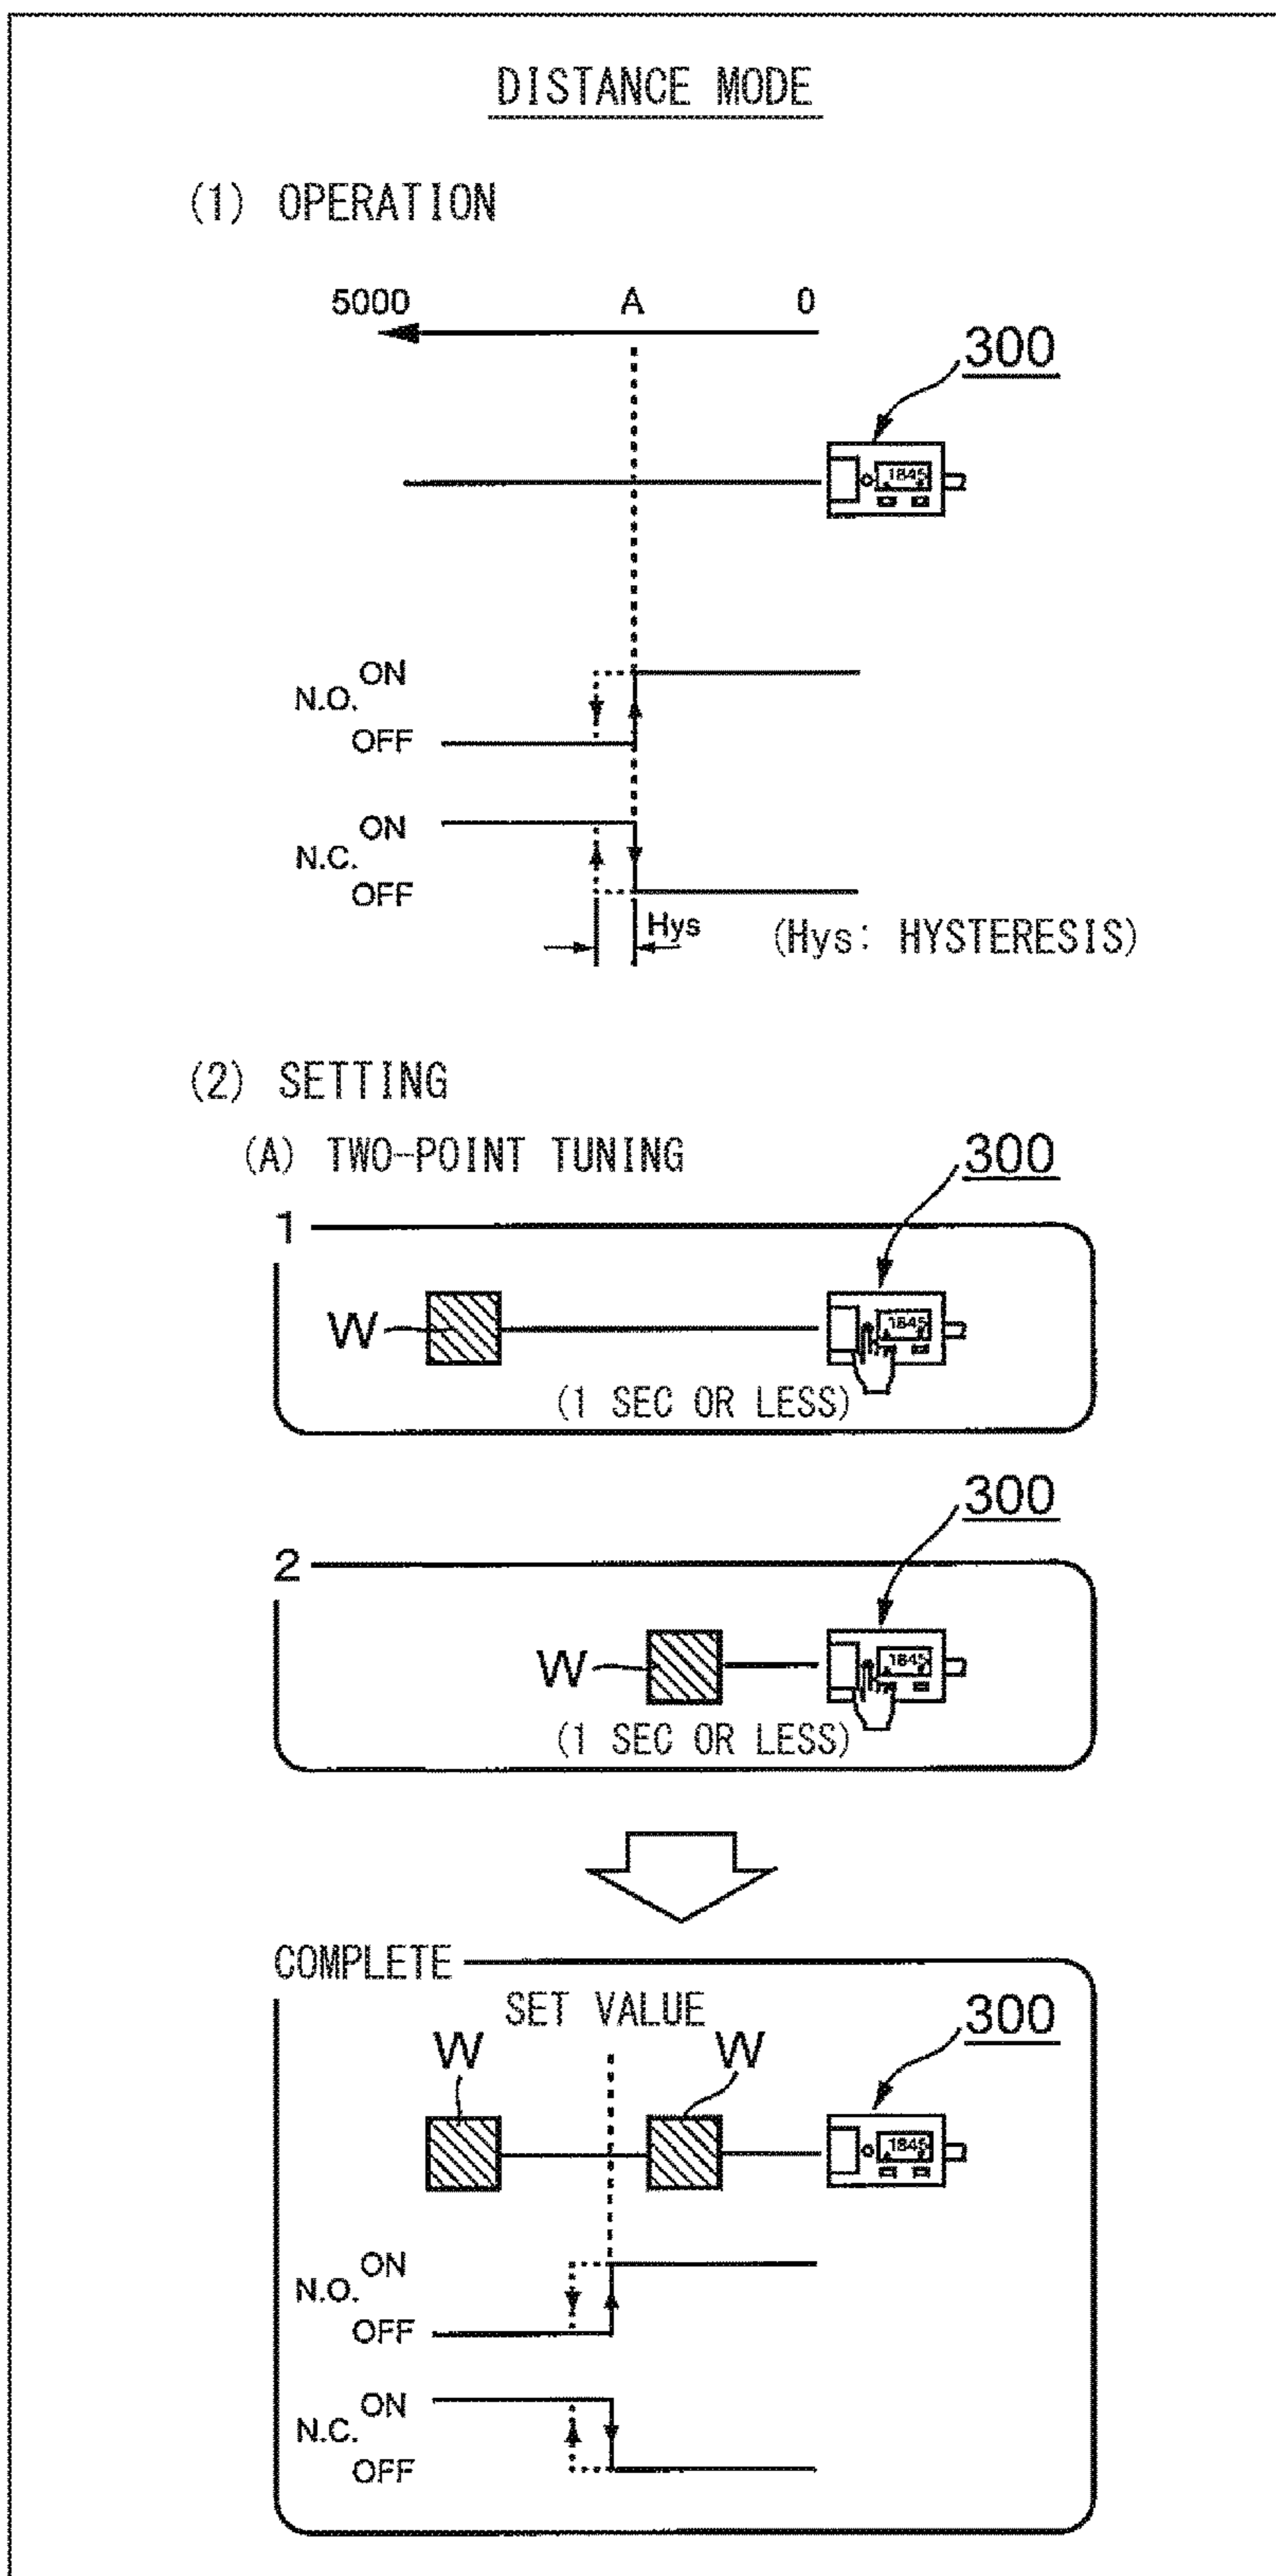 DISTANCE MODE
(1) OPERATION
5000 A 0
300
1845
ON
N.O.
OFF
ON
N.C.
OFF
Hys (Hys: HYSTERESIS)
(2) SETTING
(A) TWO-POINT TUNING
300
1
W
1845
(1 SEC OR LESS)
300
2
W
1845
(1 SEC OR LESS)
COMPLETE
SET VALUE
300
W W
1845
ON
N.O.
OFF
ON
N.C.
OFF